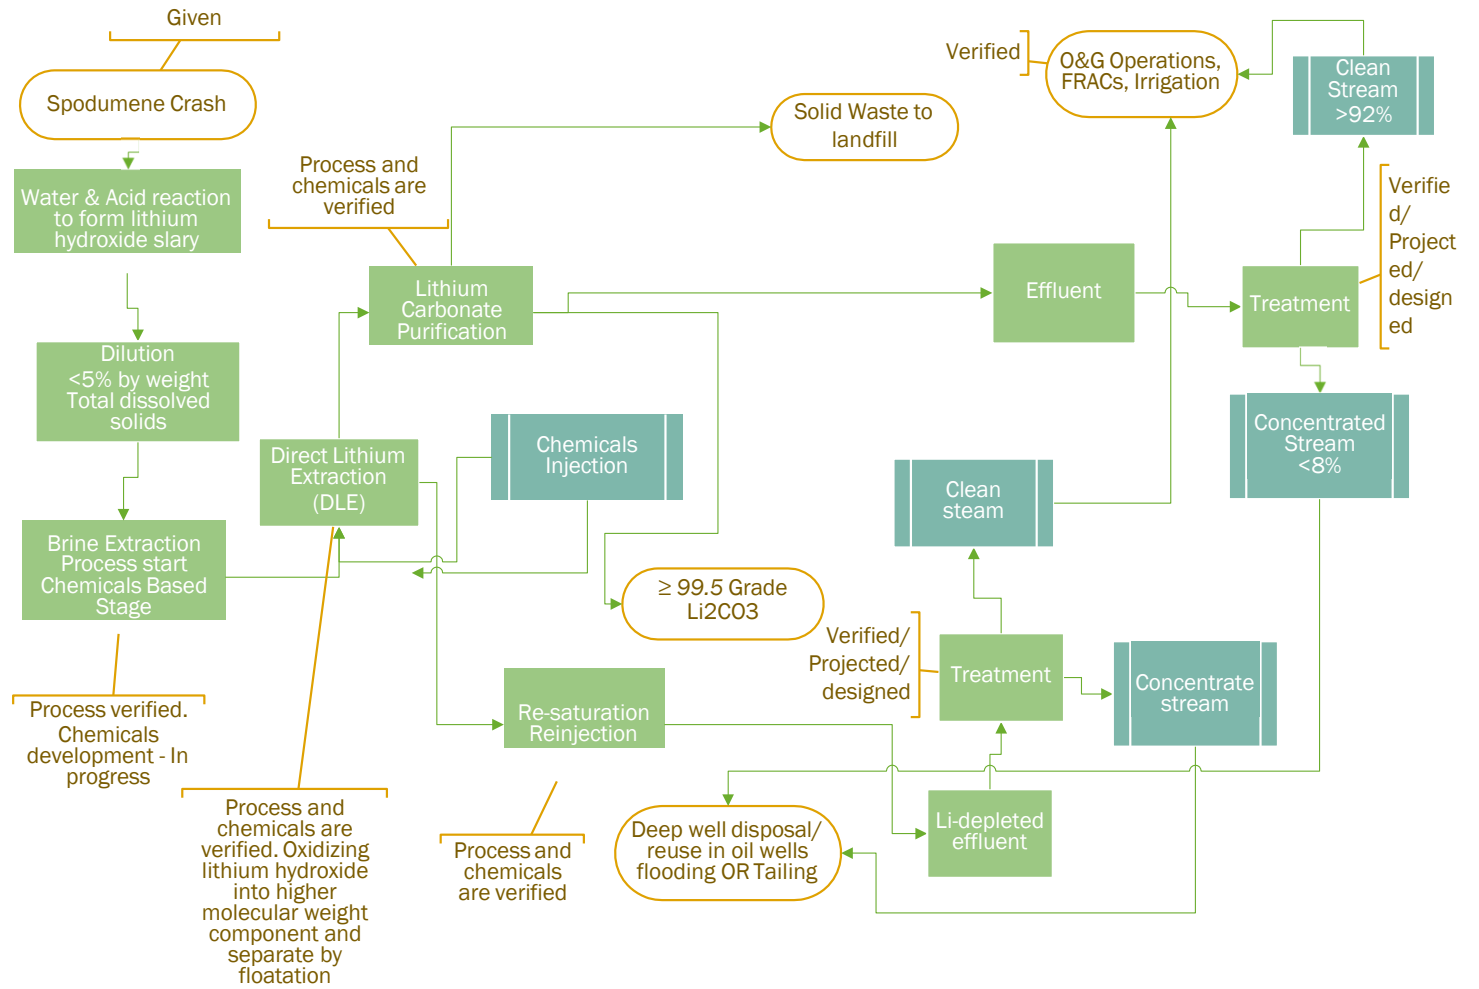 Given
Spodumene Crash
Water & Acid reaction
to form lithium
hydroxide slary
Dilution
<5% by weight
Total dissolved
solids
Brine Extraction
Process start
Chemicals Based
Stage
Process verified.
Chemicals
development - In
progress
Process and
chemicals are
verified
Lithium
Carbonate
Purification
Direct Lithium
Extraction
(DLE)
Process and
chemicals are
verified. Oxidizing
lithium hydroxide
into higher
molecular weight
component and
separate by
floatation
Chemicals
Injection
Solid Waste to
landfill
≥ 99.5 Grade
Li2CO3
Re-saturation
Reinjection
Process and
chemicals
are verified
Deep well disposal/
reuse in oil wells
flooding OR Tailing
Li-depleted
effluent
Verified/
Projected/
designed
Treatment
Concentrate
stream
Clean
steam
Effluent
Treatment
Verifie
d/
Project
ed/
design
ed
Concentrated
Stream
<8%
Clean
Stream
>92%
Verified
O&G Operations,
FRACs, Irrigation